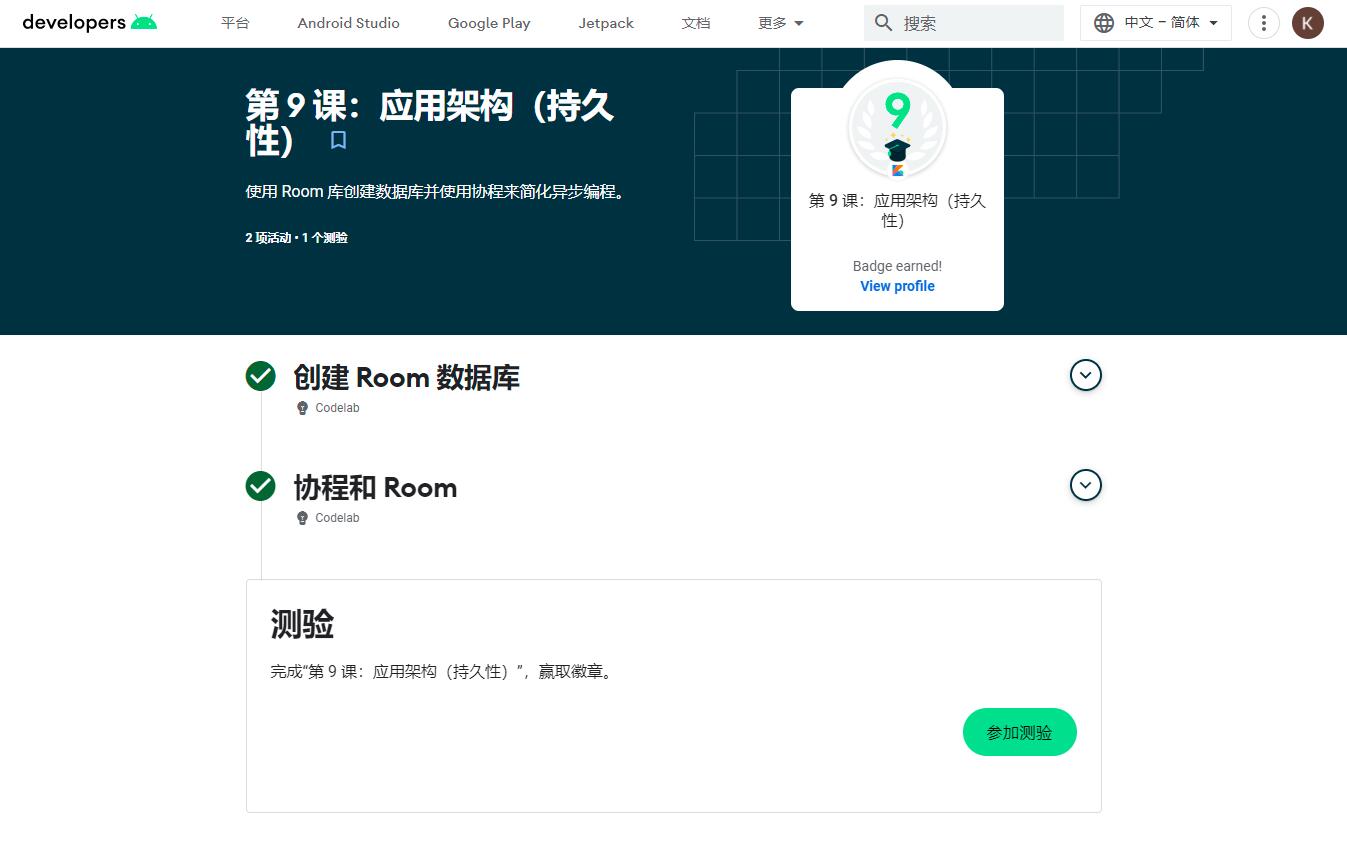 developers
平台
Android Studio
Google Play
Jetpack
文档
更多
搜索
中文 – 简体
K
第 9 课：应用架构（持久
性）
使用 Room 库创建数据库并使用协程来简化异步编程。
2 项活动 • 1 个测验
9
第 9 课：应用架构（持久
性）
Badge earned!
View profile
创建 Room 数据库
Codelab
协程和 Room
Codelab
测验
完成“第 9 课：应用架构（持久性）”，赢取徽章。
参加测验